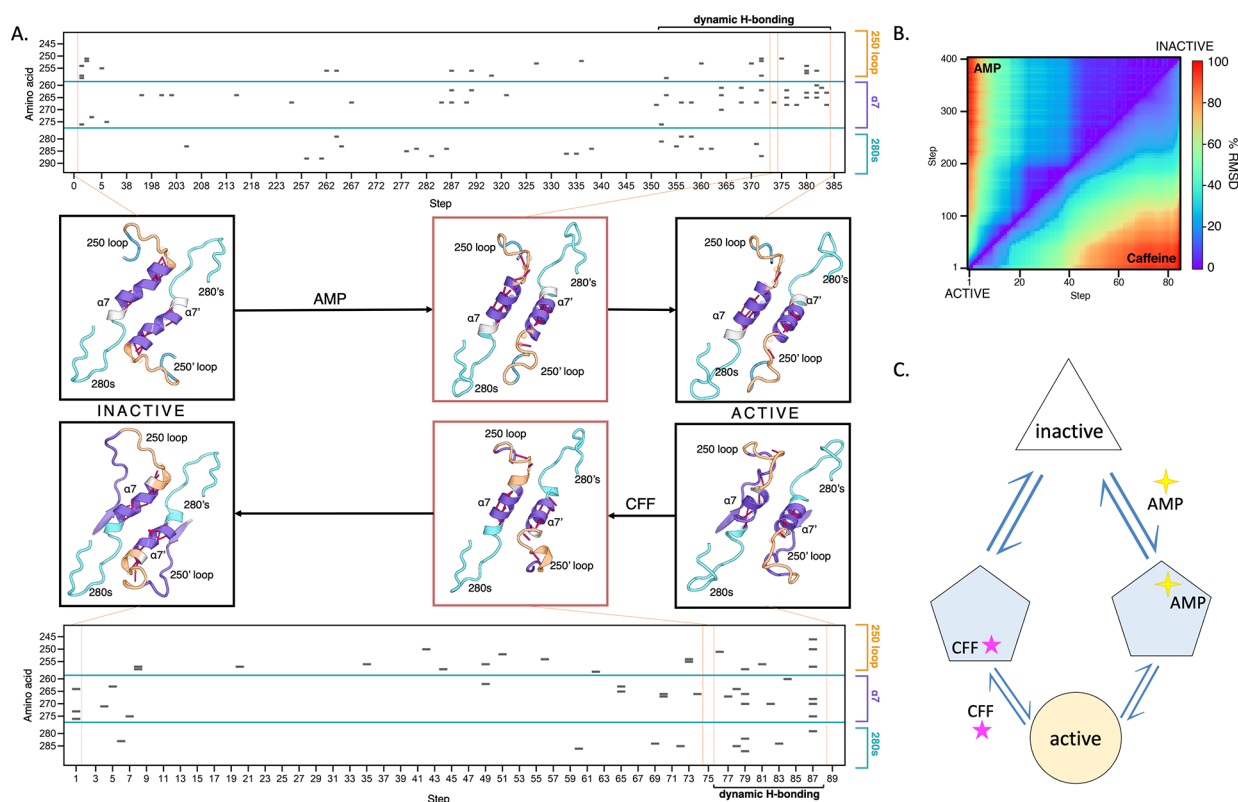 A.
dynamic H-bonding
Amino acid
245
250
255
260
265
270
275
280
285
290
250 loop
α7
280s
0 5 38 198 203 208 213 218 223 257 262 267 272 277 282 287 292 320 325 330 335 340 345 350 355 360 365 370 375 380 385
Step
250 loop
280's
α7
α7'
250' loop
280s
AMP
250 loop
280's
α7
α7'
250' loop
280s
250 loop
280's
α7
α7'
250' loop
280s
INACTIVE
ACTIVE
250 loop
280's
α7
α7'
250' loop
280s
250 loop
280's
α7
α7'
250' loop
280s
CFF
250 loop
280's
α7
α7'
250' loop
280s
Amino acid
245
250
255
260
265
270
275
280
285
250 loop
α7
280s
1 3 5 7 9 11 13 15 17 19 21 23 25 27 29 31 33 35 37 39 41 43 45 47 49 51 53 55 57 59 61 63 65 67 69 71 73 75 77 79 81 83 85 87 89
Step
dynamic H-bonding
B.
INACTIVE
400
300
200
100
1
Step
AMP
Caffeine
1 20 40 60 80
ACTIVE
Step
100
80
60
40
20
0
% RMSD
C.
inactive
AMP
AMP
CFF
CFF
active